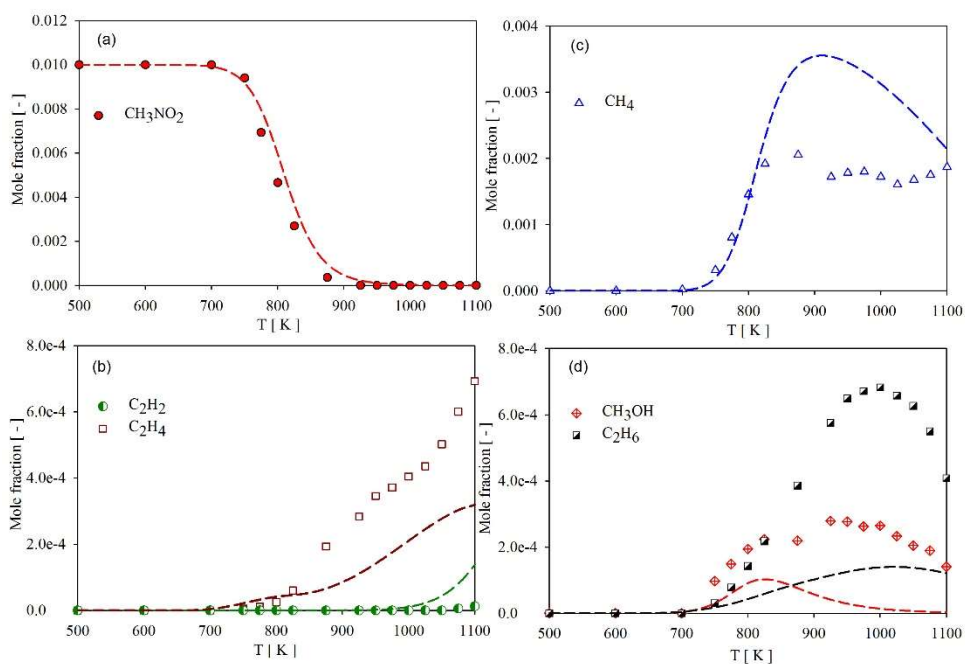 (a)
Mole fraction [ - ]
0.012
0.010
0.008
0.006
0.004
0.002
0.000
CH3NO2
500 600 700 800 900 1000 1100
T [ K ]
(c)
Mole fraction [ - ]
0.004
0.003
0.002
0.001
0.000
CH4
500 600 700 800 900 1000 1100
T [ K ]
(b)
Mole fraction [ - ]
8.0e-4
6.0e-4
4.0e-4
2.0e-4
0.0
C2H2
C2H4
500 600 700 800 900 1000 1100
T [ K ]
(d)
Mole fraction [ - ]
8.0e-4
6.0e-4
4.0e-4
2.0e-4
0.0
CH3OH
C2H6
500 600 700 800 900 1000 1100
T [ K ]